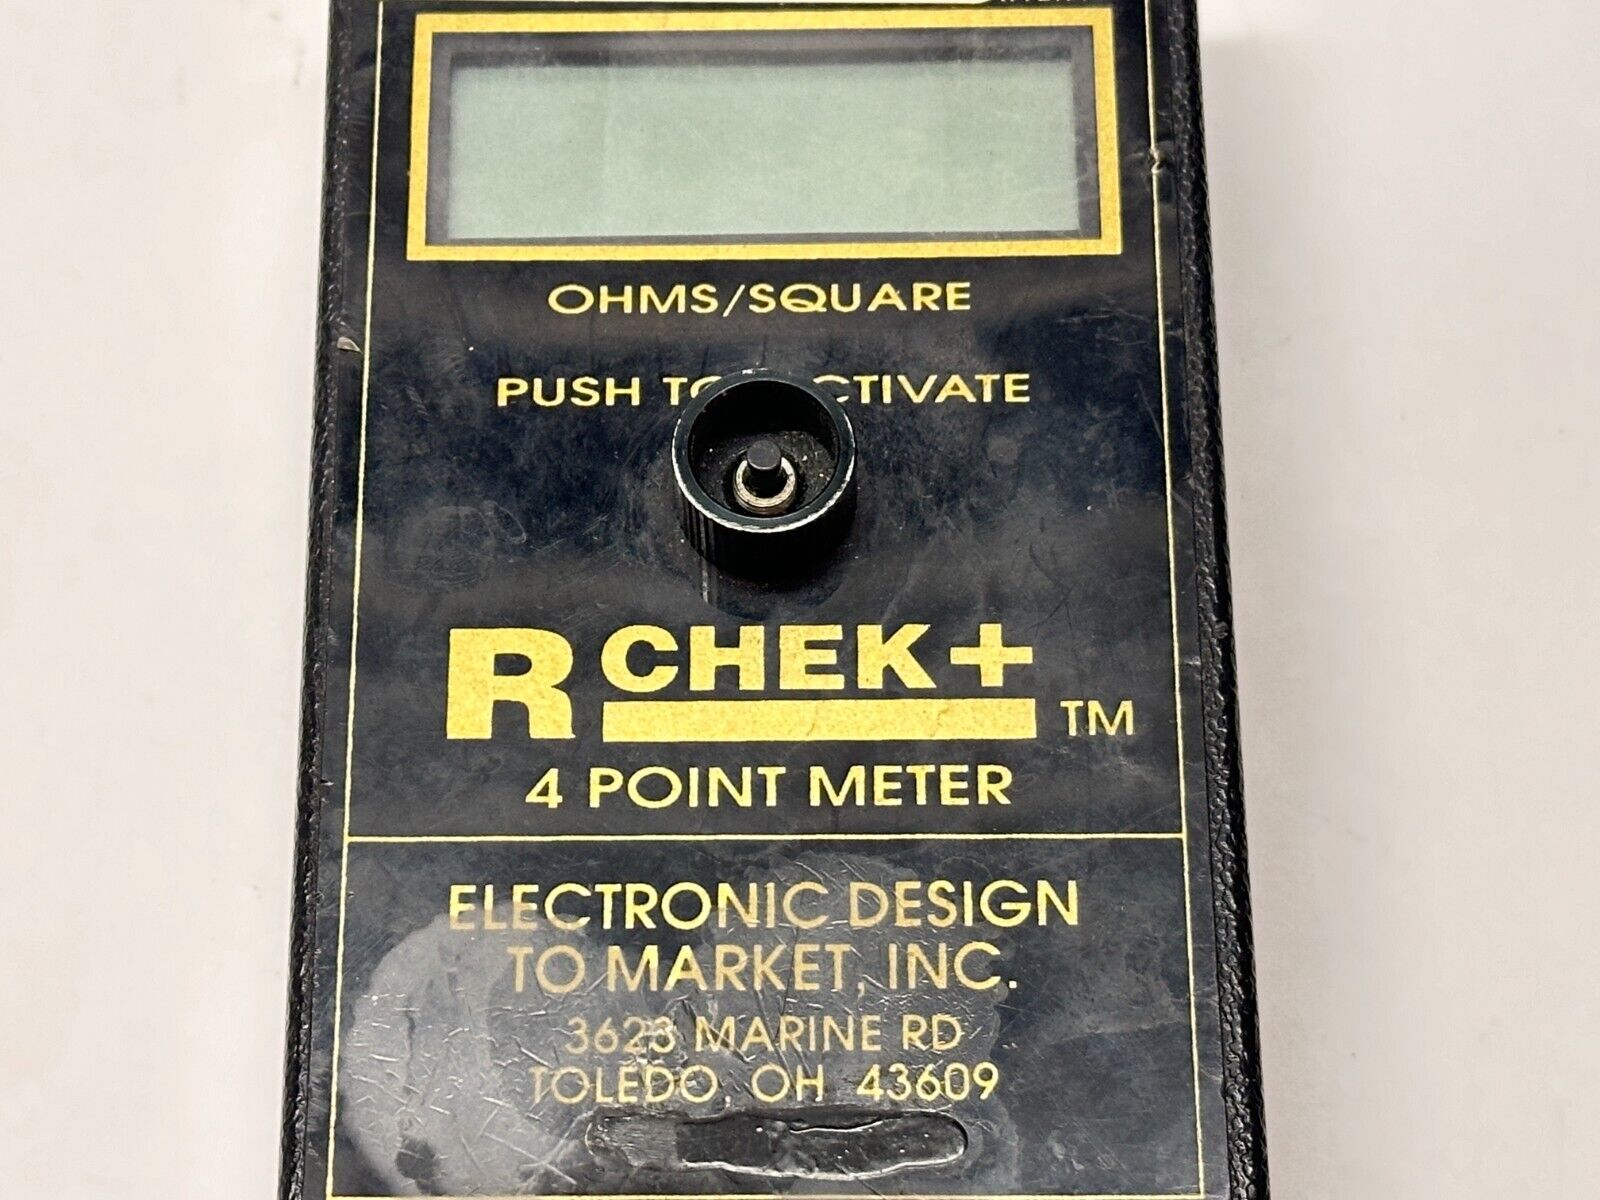 OHMS/SQUARE
PUSH TO ACTIVATE
R CHEK+ TM
4 POINT METER
ELECTRONIC DESIGN
TO MARKET, INC.
3623 MARINE RD
TOLEDO, OH 43609